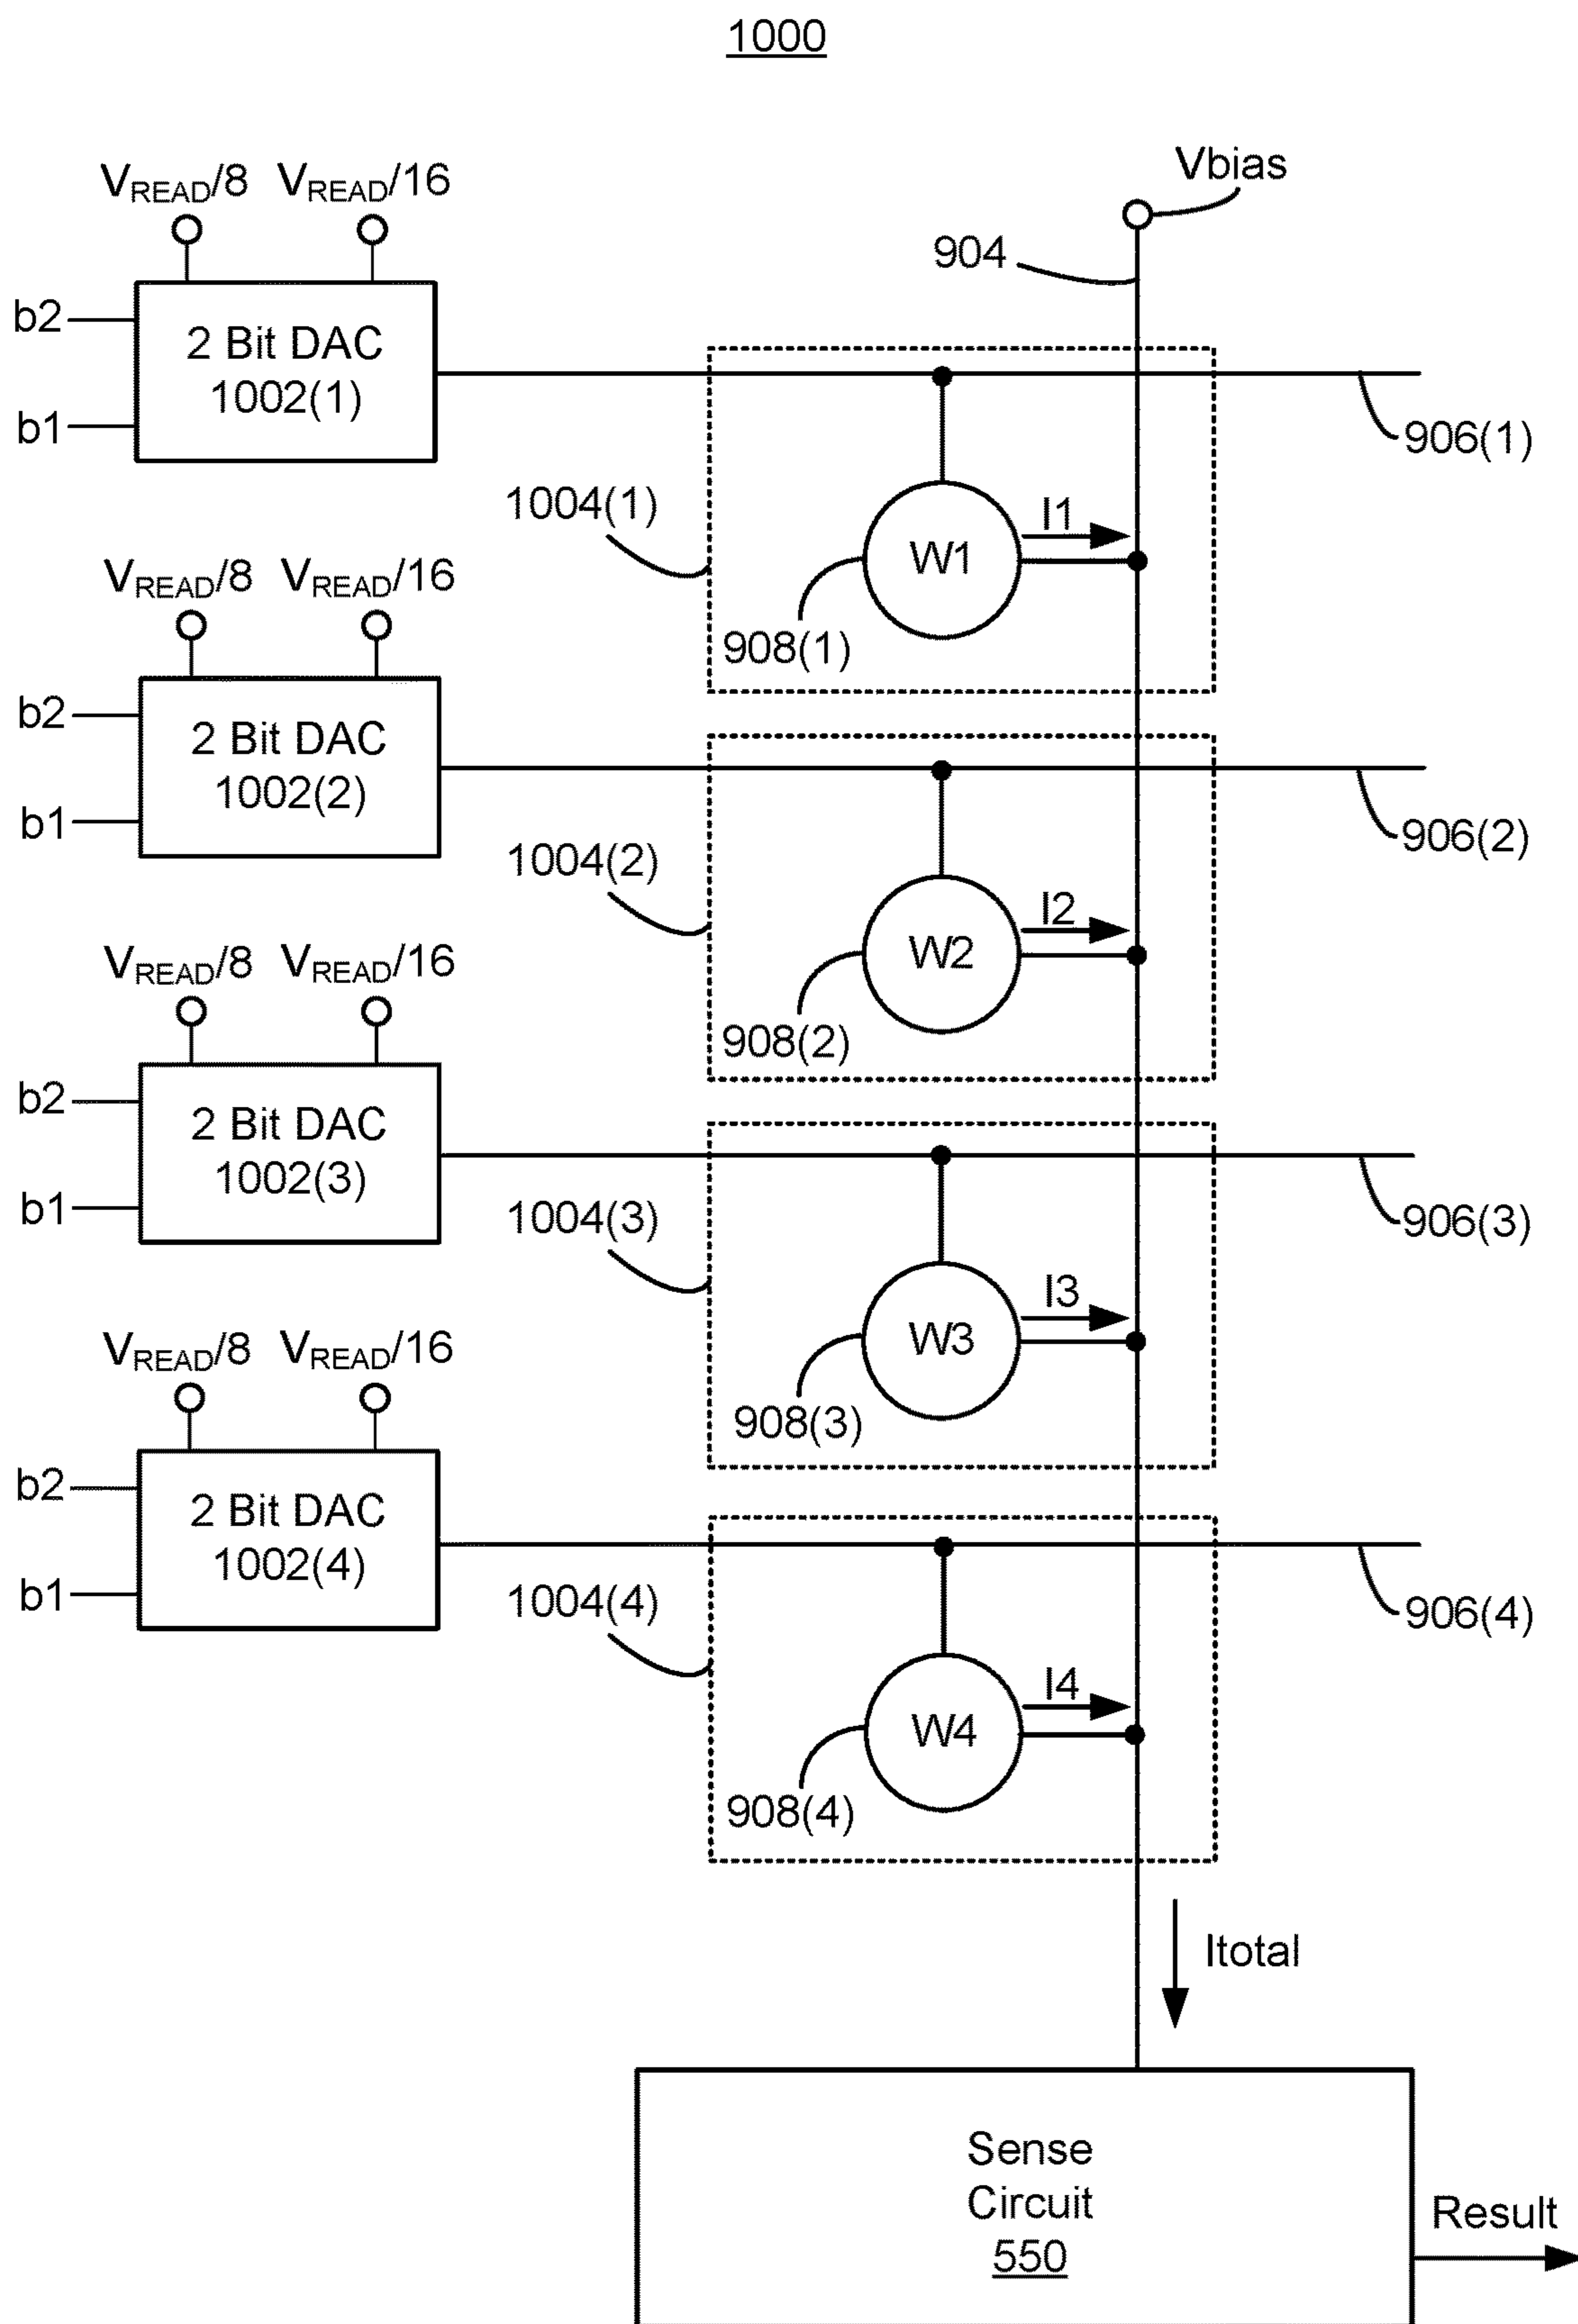 1000
Vbias
VREAD/8 VREAD/16
904
b2
2 Bit DAC
1002(1)
b1
906(1)
1004(1)
I1
W1
908(1)
VREAD/8 VREAD/16
b2
2 Bit DAC
1002(2)
b1
906(2)
1004(2)
I2
W2
908(2)
VREAD/8 VREAD/16
b2
2 Bit DAC
1002(3)
b1
906(3)
1004(3)
I3
W3
908(3)
VREAD/8 VREAD/16
b2
2 Bit DAC
1002(4)
b1
906(4)
1004(4)
I4
W4
908(4)
Itotal
Sense
Circuit
550
Result